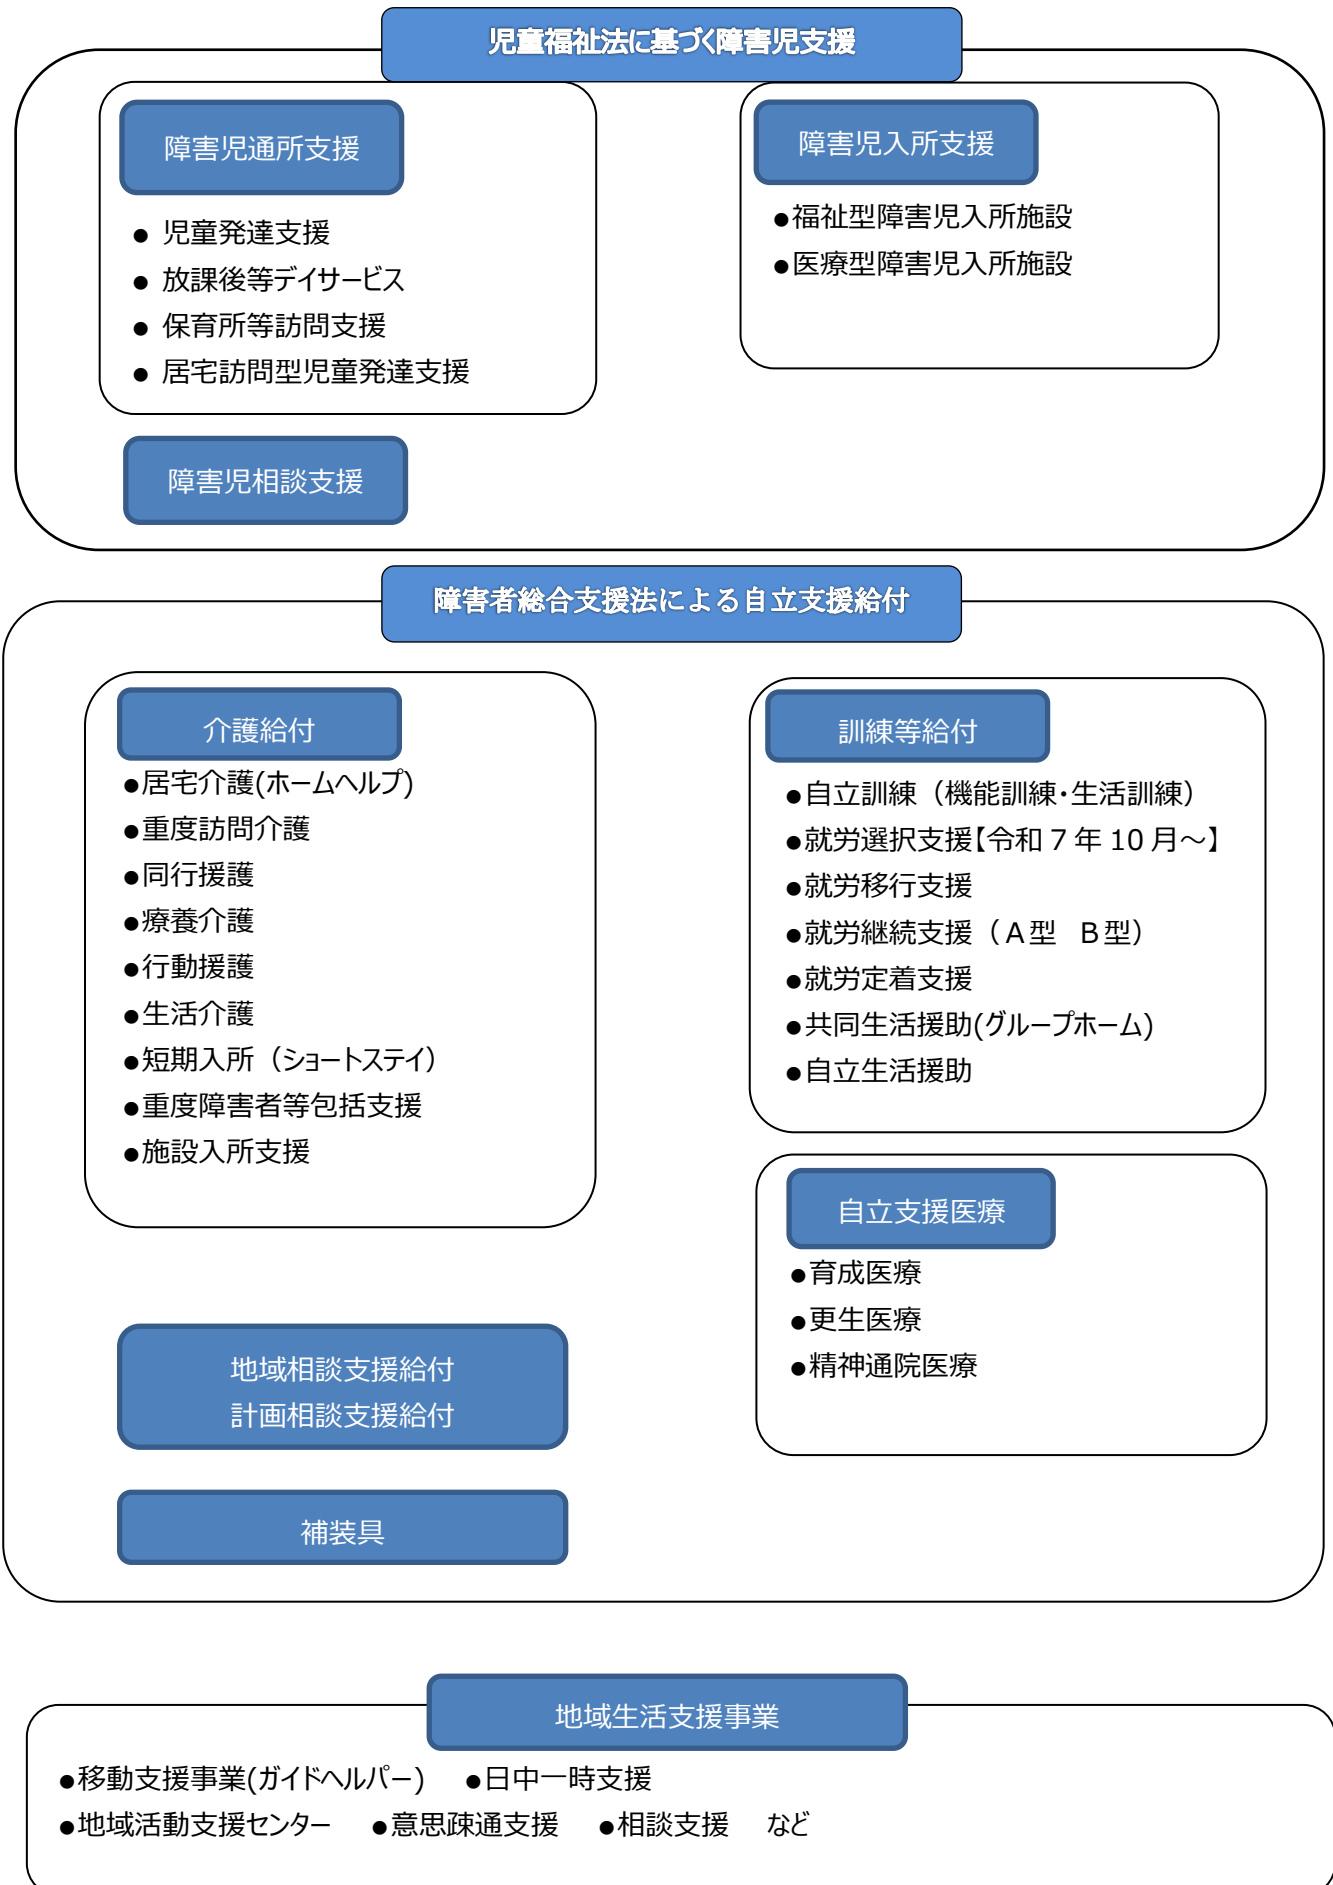 児童福祉法に基づく障害児支援
障害児通所支援
● 児童発達支援
● 放課後等デイサービス
● 保育所等訪問支援
● 居宅訪問型児童発達支援
障害児入所支援
●福祉型障害児入所施設
●医療型障害児入所施設
障害児相談支援
障害者総合支援法による自立支援給付
介護給付
●居宅介護(ホームヘルプ)
●重度訪問介護
●同行援護
●療養介護
●行動援護
●生活介護
●短期入所（ショートステイ）
●重度障害者等包括支援
●施設入所支援
訓練等給付
●自立訓練（機能訓練・生活訓練）
●就労選択支援【令和７年10月～】
●就労移行支援
●就労継続支援（Ａ型　Ｂ型）
●就労定着支援
●共同生活援助(グループホーム)
●自立生活援助
自立支援医療
●育成医療
●更生医療
●精神通院医療
地域相談支援給付
計画相談支援給付
補装具
地域生活支援事業
●移動支援事業(ガイドヘルパー)　●日中一時支援
●地域活動支援センター　●意思疎通支援　●相談支援　など